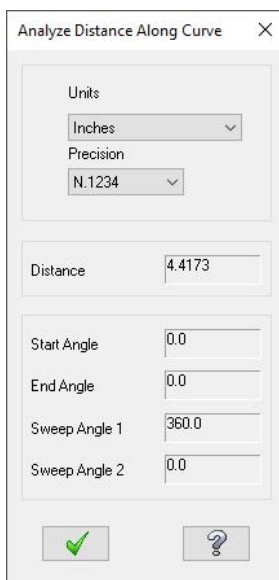 Analyze Distance Along Curve
Units
Inches
Precision
N.1234
Distance 4.4173
Start Angle 0.0
End Angle 0.0
Sweep Angle 1 360.0
Sweep Angle 2 0.0